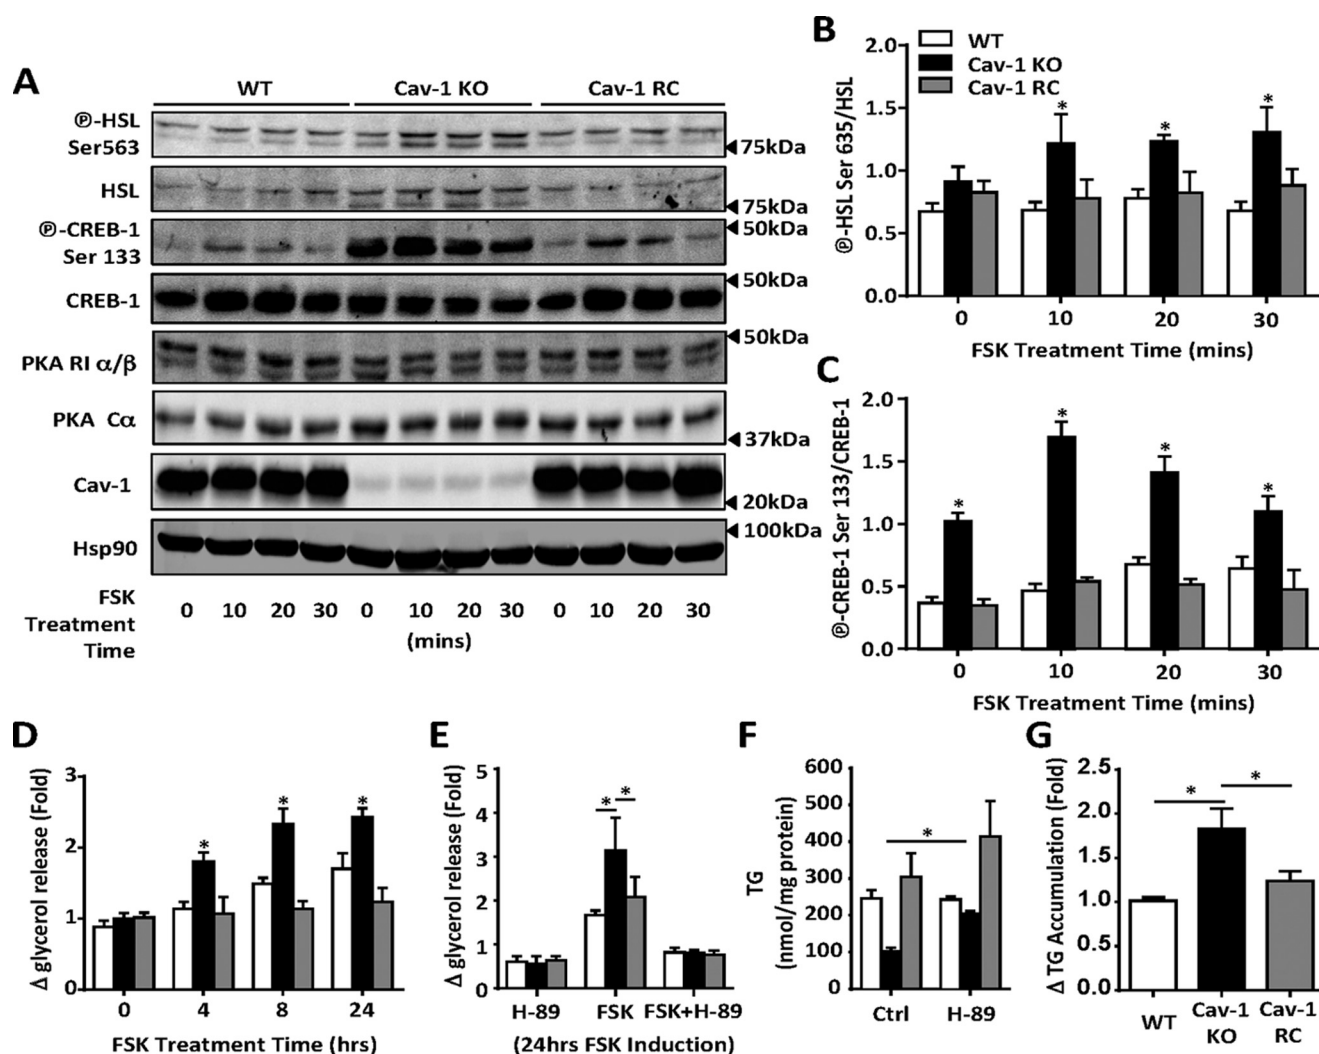 A
WT Cav-1 KO Cav-1 RC
℗-HSL
Ser563
75kDa
HSL
75kDa
℗-CREB-1
Ser 133
50kDa
CREB-1
50kDa
PKA RI α/β
50kDa
PKA Cα
37kDa
Cav-1
20kDa
Hsp90
100kDa
FSK
Treatment
Time
0 10 20 30 0 10 20 30 0 10 20 30
(mins)
B
WT
Cav-1 KO
Cav-1 RC
℗-HSL Ser 635/HSL
2.0
1.5
1.0
0.5
0.0
* * *
0 10 20 30
FSK Treatment Time (mins)
C
℗-CREB-1 Ser 133/CREB-1
2.0
1.5
1.0
0.5
0.0
* * * *
0 10 20 30
FSK Treatment Time (mins)
D
Δ glycerol release (Fold)
3
2
1
0
* * *
0 4 8 24
FSK Treatment Time (hrs)
E
Δ glycerol release (Fold)
5
4
3
2
1
0
* *
H-89 FSK FSK+H-89
(24hrs FSK Induction)
F
TG
(nmol/mg protein)
600
500
400
300
200
100
0
*
Ctrl H-89
G
Δ TG Accumulation (Fold)
2.5
2.0
1.5
1.0
0.5
0.0
* *
WT Cav-1 KO Cav-1 RC